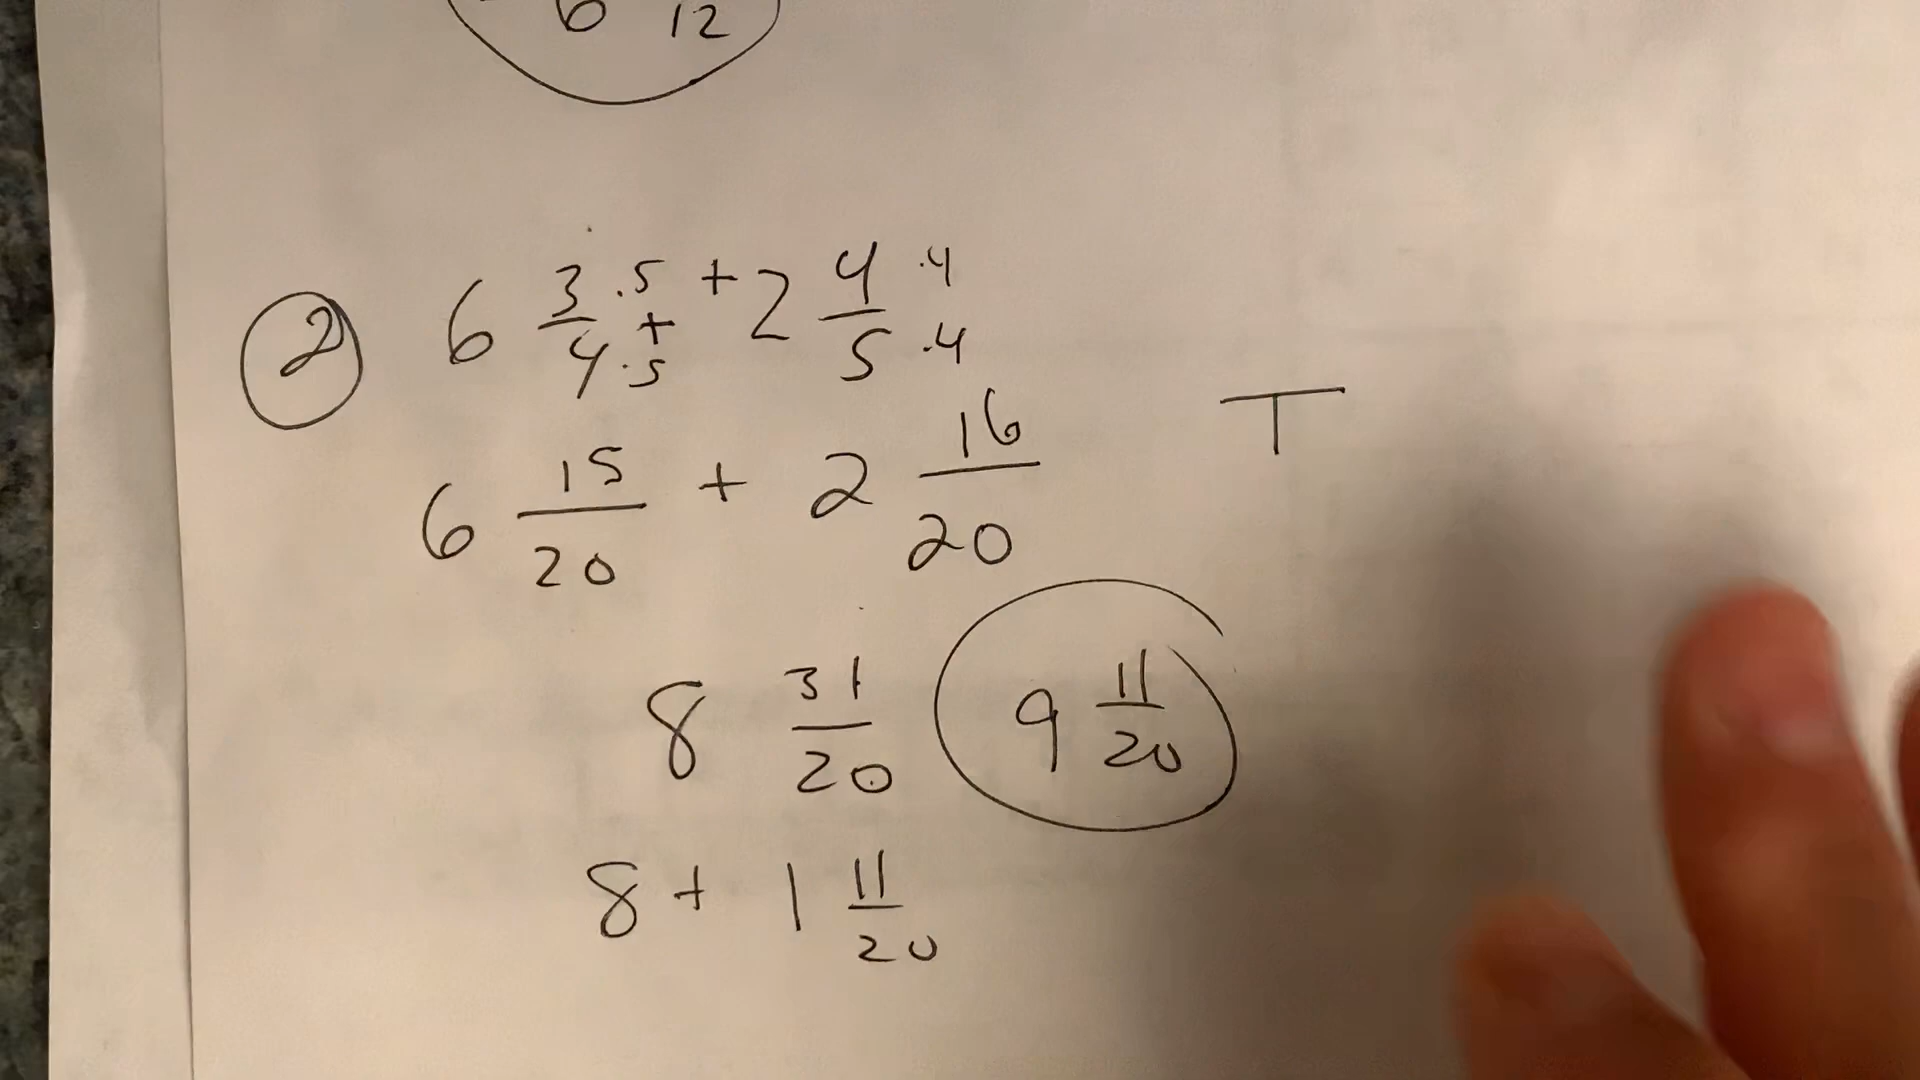 6 12
② 6 3/4 ·5/·5 + + 2 4/5 ·4/·4
6 15/20 + 2 16/20 T
8 31/20 9 11/20
8 + 1 11/20